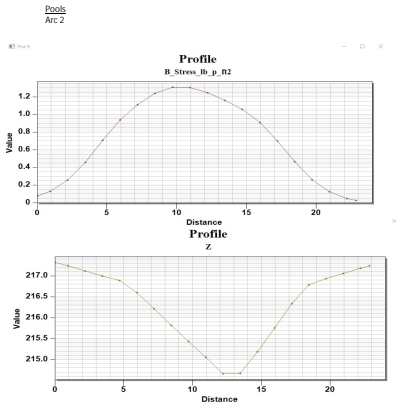 Pools
Arc 2
Plot_P
Profile
B_Stress_lb_p_ft2
Value
1.2
1.0
0.8
0.6
0.4
0.2
0
0 5 10 15 20
Distance
Profile
Z
Value
217.0
216.5
216.0
215.5
215.0
0 5 10 15 20
Distance